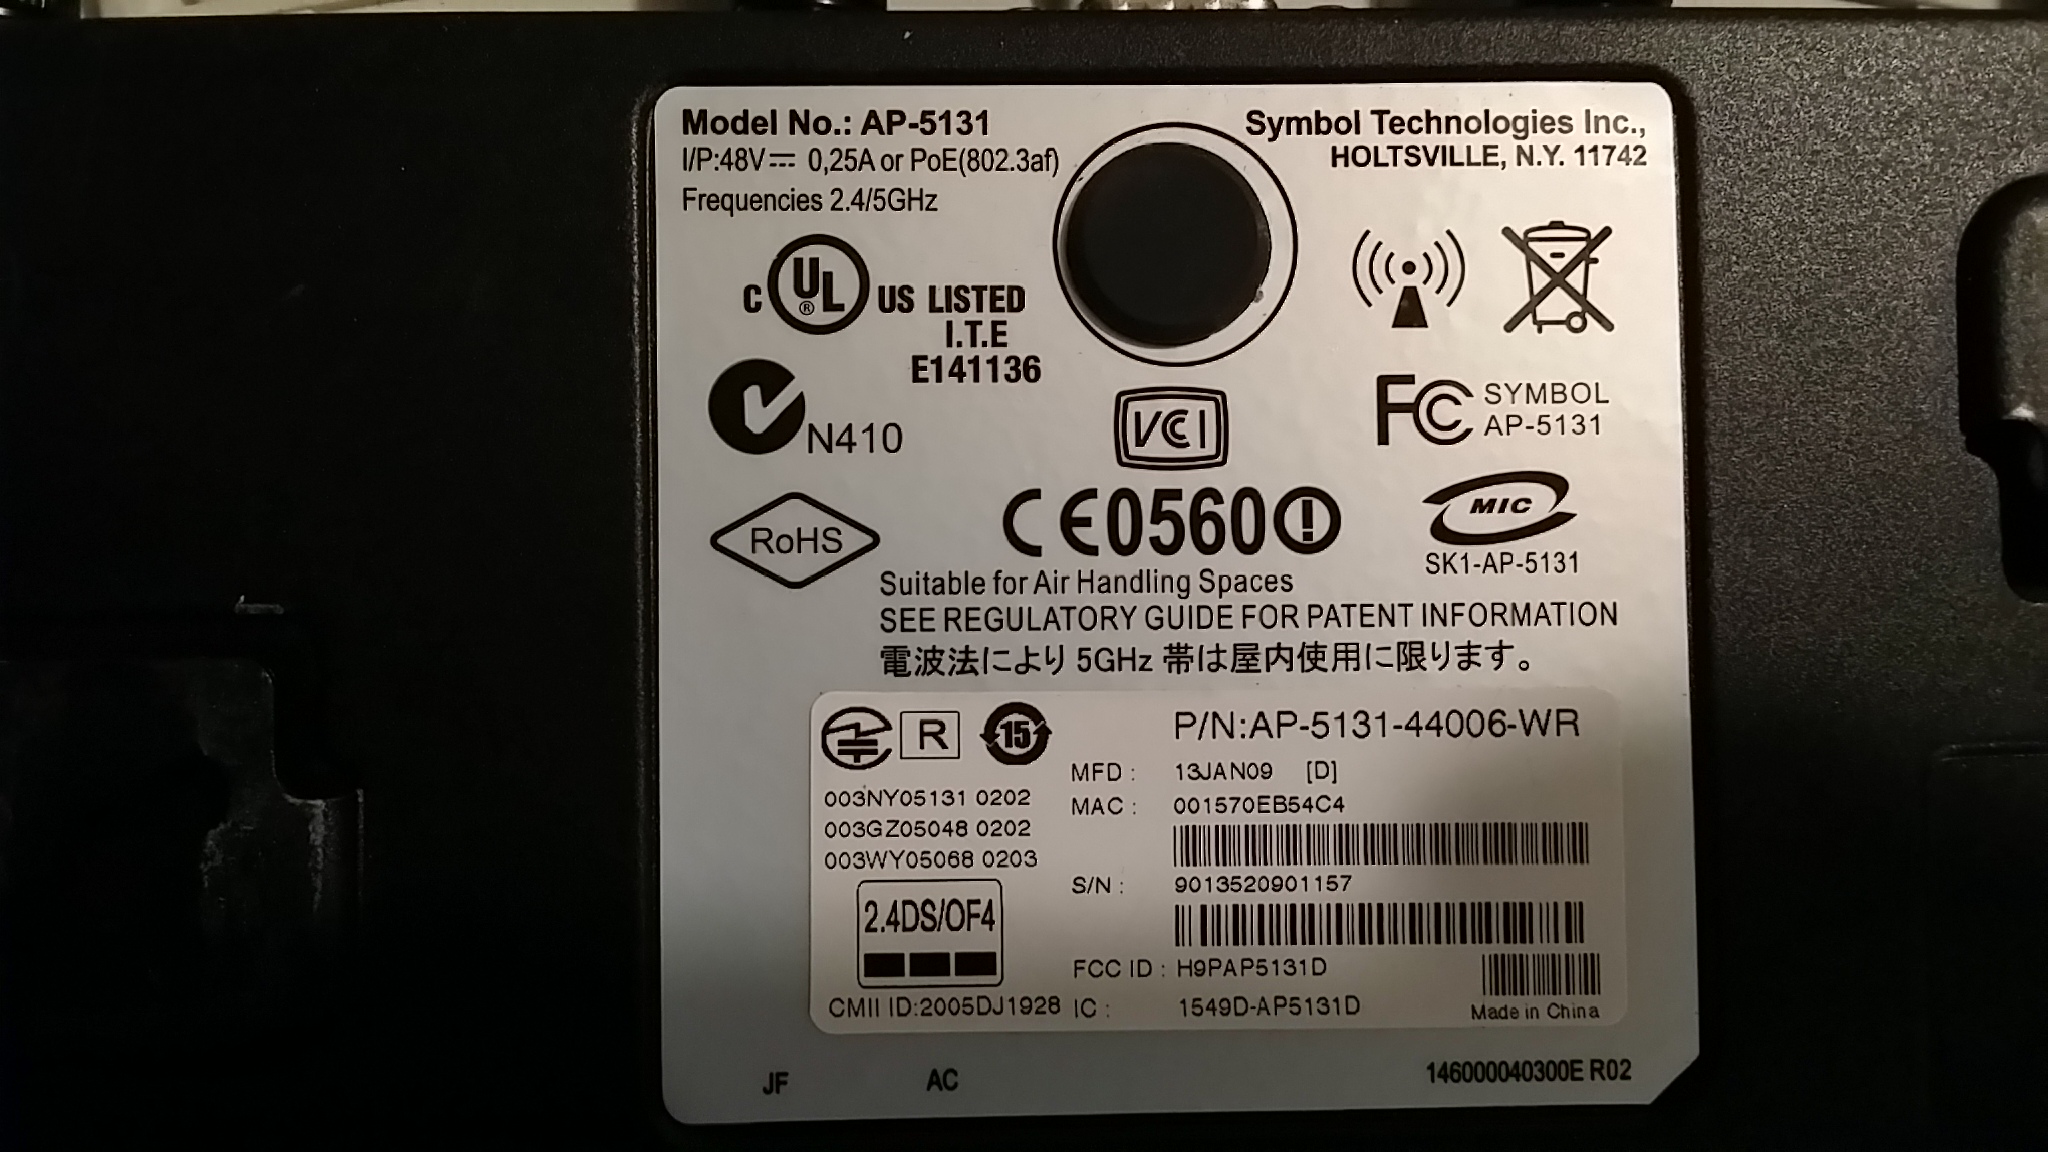 Model No.: AP-5131
I/P:48V⎓ 0,25A or PoE(802.3af)
Frequencies 2.4/5GHz
Symbol Technologies Inc.,
HOLTSVILLE, N.Y. 11742
C UL ® US LISTED
I.T.E
E141136
N410
VCI
FC SYMBOL
AP-5131
RoHS
CE0560
MIC
SK1-AP-5131
Suitable for Air Handling Spaces
SEE REGULATORY GUIDE FOR PATENT INFORMATION
電波法により 5GHz 帯は屋内使用に限ります。
R 15
P/N:AP-5131-44006-WR
MFD : 13JAN09 [D]
MAC : 001570EB54C4
003NY05131 0202
003GZ05048 0202
003WY05068 0203
S/N : 9013520901157
2.4DS/OF4
FCC ID : H9PAP5131D
CMII ID:2005DJ1928
IC : 1549D-AP5131D
Made in China
JF AC 146000040300E R02